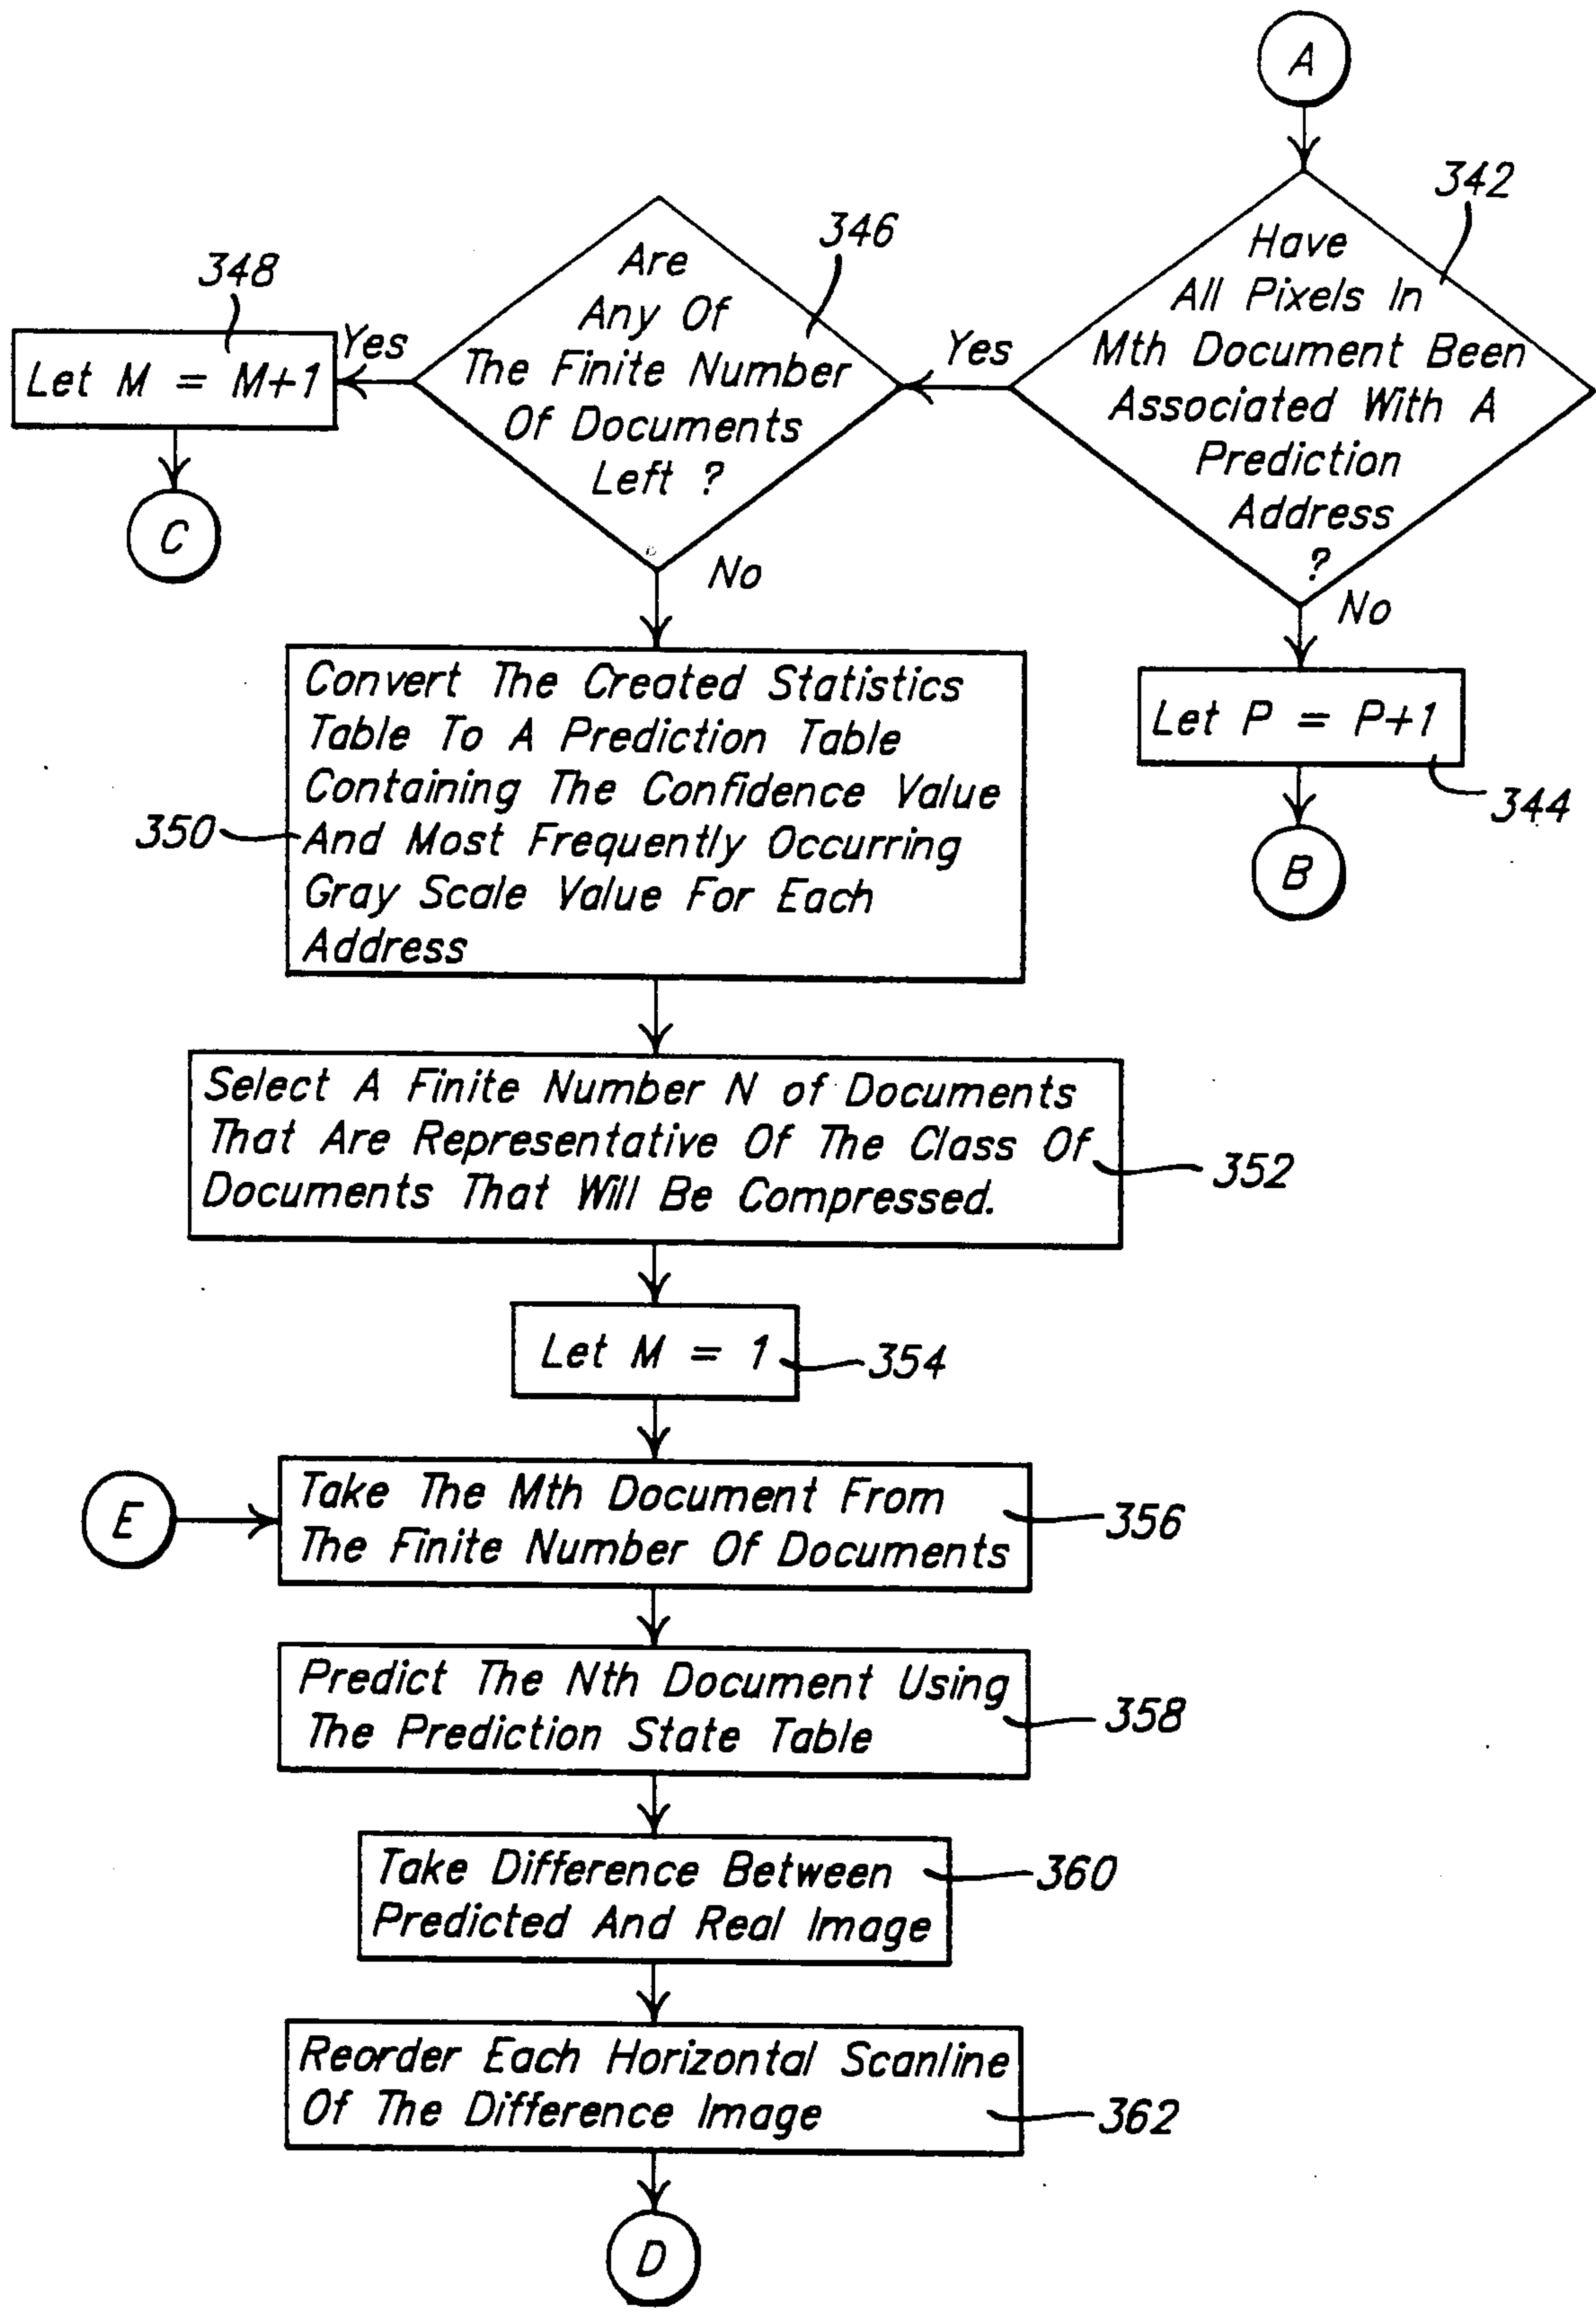 A
342
Have
All Pixels In
Mth Document Been
Associated With A
Prediction
Address
?
Yes
No
Let P = P+1
344
B
346
Are
Any Of
The Finite Number
Of Documents
Left ?
Yes
No
348
Let M = M+1
C
Convert The Created Statistics
Table To A Prediction Table
Containing The Confidence Value
And Most Frequently Occurring
Gray Scale Value For Each
Address
350
Select A Finite Number N of Documents
That Are Representative Of The Class Of
Documents That Will Be Compressed.
352
Let M = 1
354
E
Take The Mth Document From
The Finite Number Of Documents
356
Predict The Nth Document Using
The Prediction State Table
358
Take Difference Between
Predicted And Real Image
360
Reorder Each Horizontal Scanline
Of The Difference Image
362
D